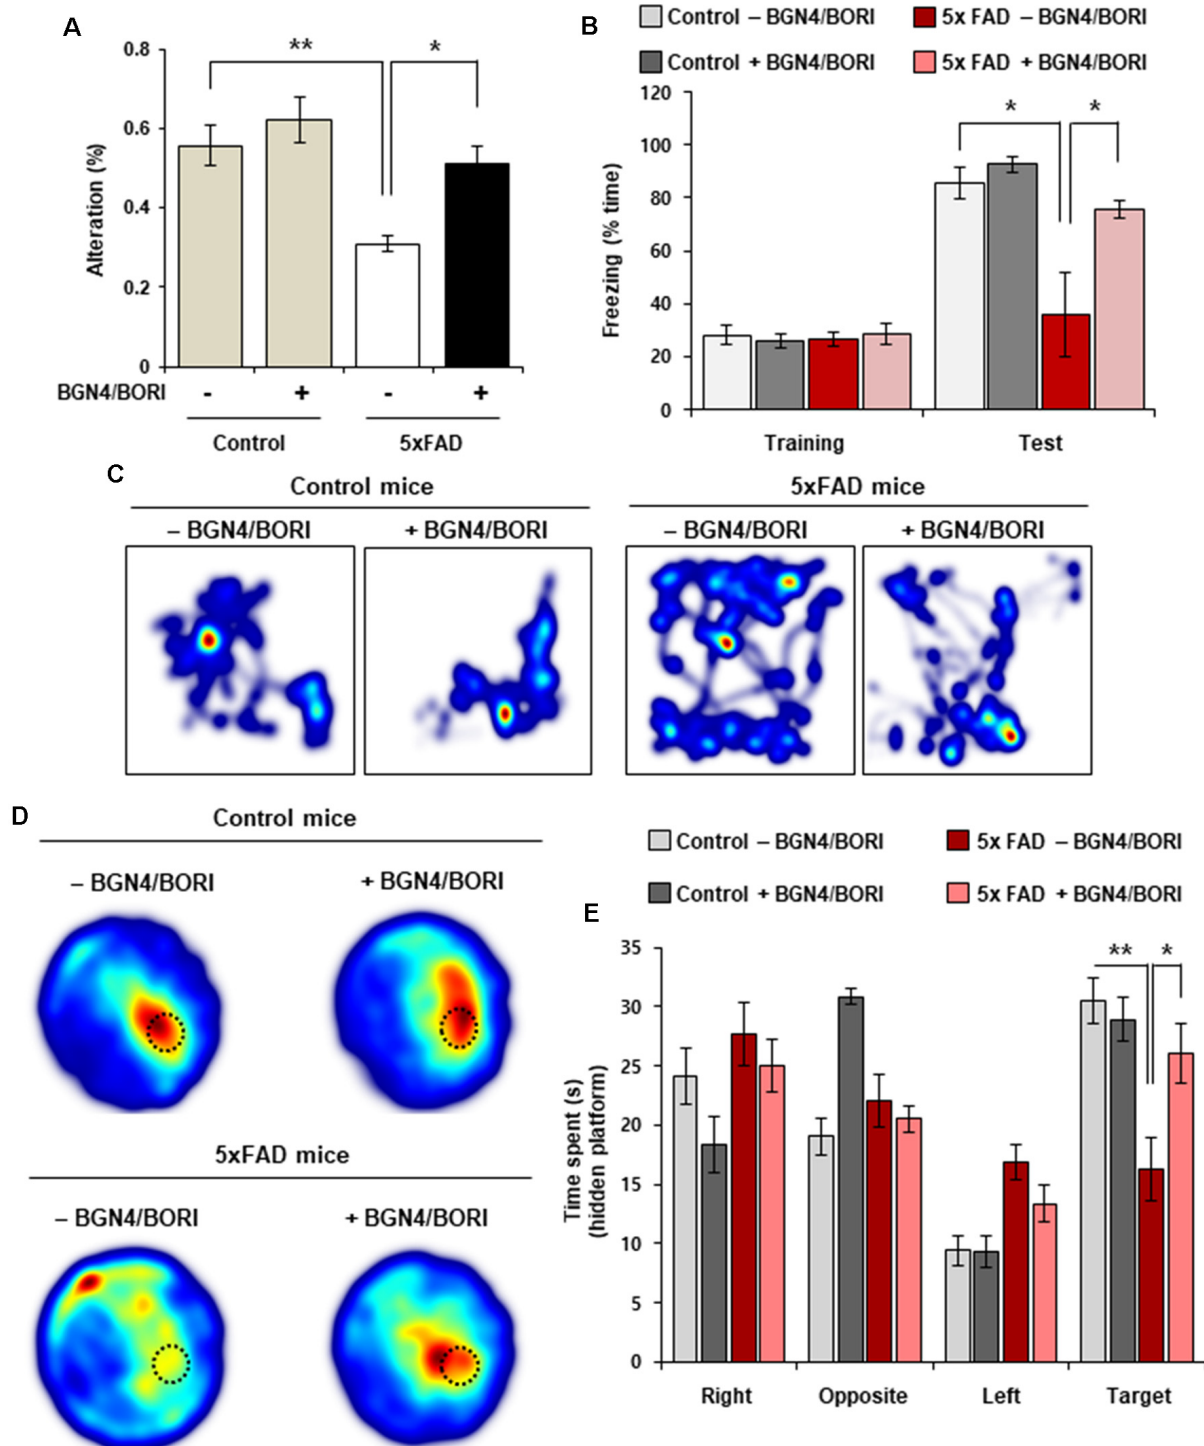 A
Alteration (%)
0.8
0.6
0.4
0.2
0
** *
BGN4/BORI - + - +
Control 5xFAD
B
Control – BGN4/BORI 5x FAD – BGN4/BORI
Control + BGN4/BORI 5x FAD + BGN4/BORI
Freezing (% time)
120
100
80
60
40
20
0
* *
Training Test
C
Control mice 5xFAD mice
– BGN4/BORI + BGN4/BORI – BGN4/BORI + BGN4/BORI
D
Control mice
– BGN4/BORI + BGN4/BORI
5xFAD mice
– BGN4/BORI + BGN4/BORI
Control – BGN4/BORI 5x FAD – BGN4/BORI
Control + BGN4/BORI 5x FAD + BGN4/BORI
E
Time spent (s)
(hidden platform)
35
30
25
20
15
10
5
0
** *
Right Opposite Left Target